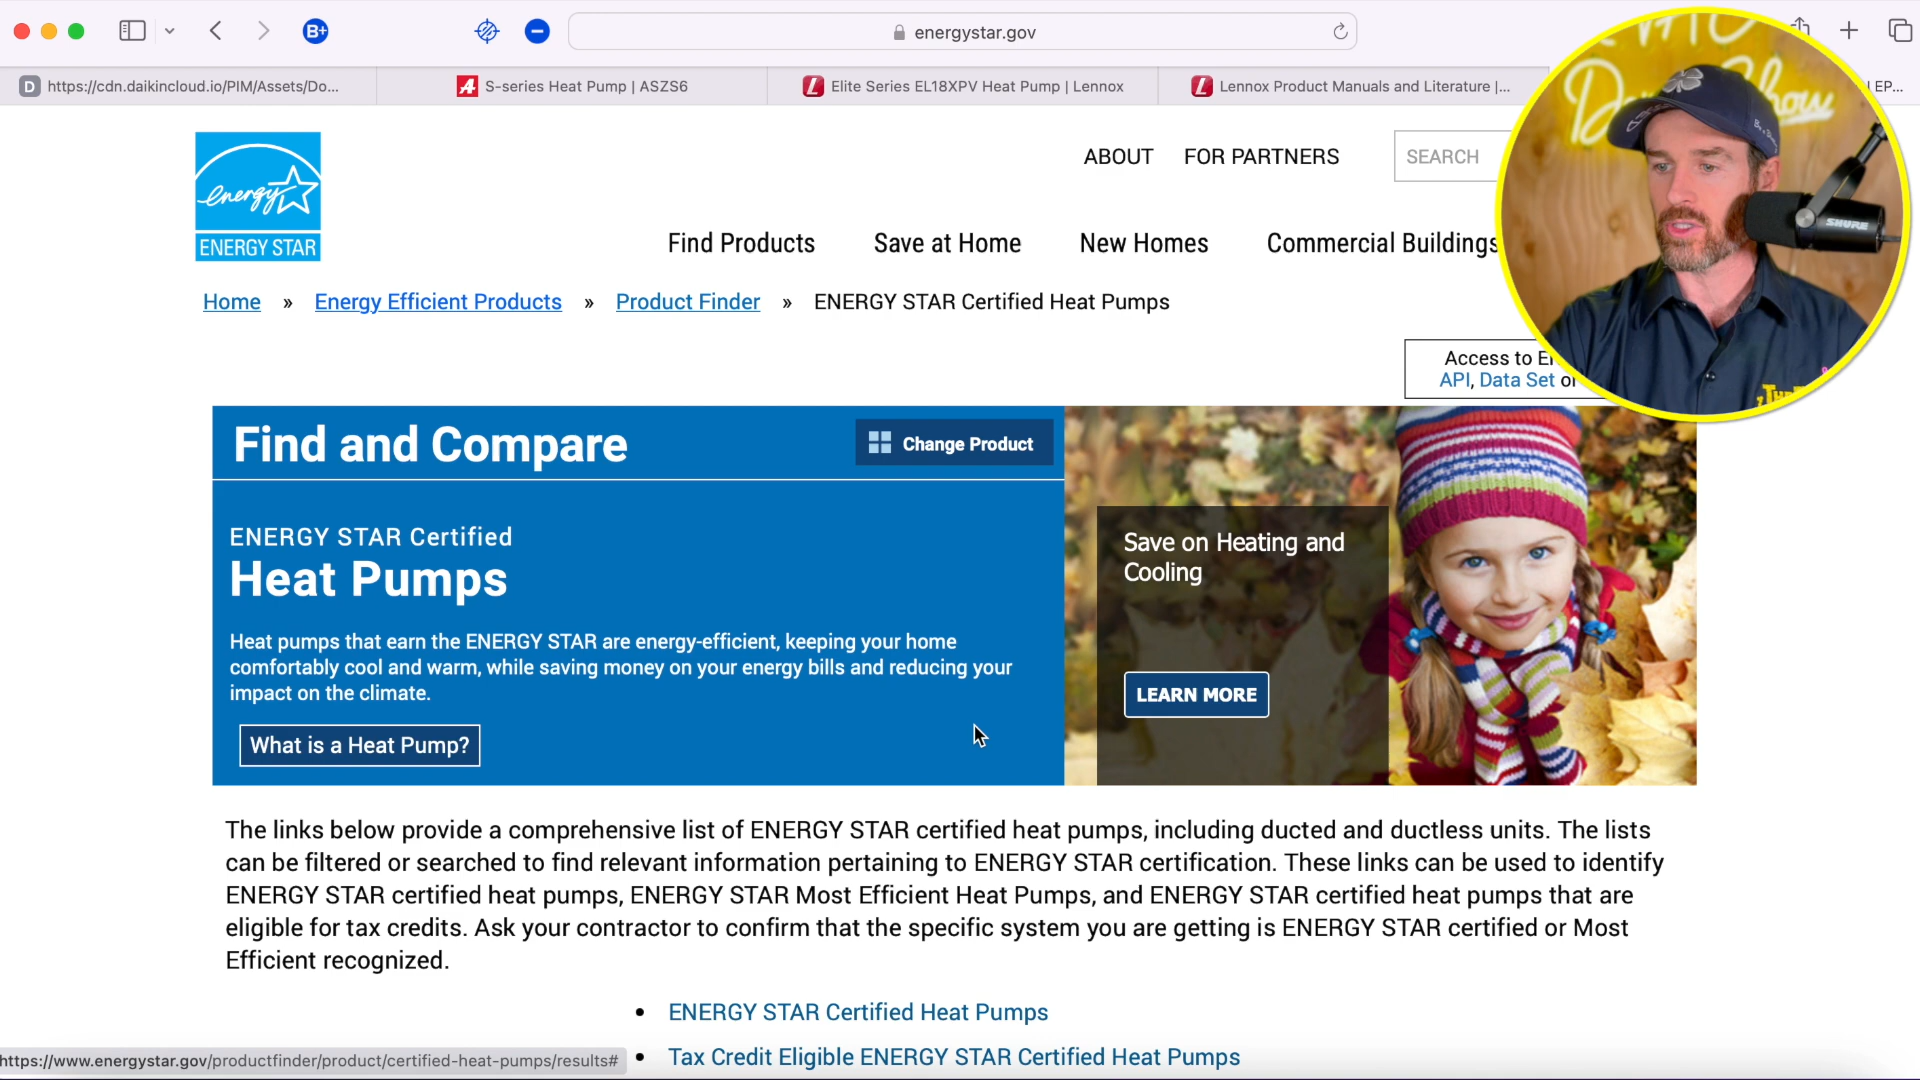 B+
energystar.gov
D https://cdn.daikincloud.io/PIM/Assets/Do...
A S-series Heat Pump | ASZS6
L Elite Series EL18XPV Heat Pump | Lennox
L Lennox Product Manuals and Literature |...
EP...
Show
energy
ENERGY STAR
ABOUT
FOR PARTNERS
SEARCH
SHURE
Find Products
Save at Home
New Homes
Commercial Buildings
Home » Energy Efficient Products » Product Finder » ENERGY STAR Certified Heat Pumps
Access to
API, Data Set or
Find and Compare
Change Product
ENERGY STAR Certified
Heat Pumps
Heat pumps that earn the ENERGY STAR are energy-efficient, keeping your home
comfortably cool and warm, while saving money on your energy bills and reducing your
impact on the climate.
What is a Heat Pump?
Save on Heating and
Cooling
LEARN MORE
The links below provide a comprehensive list of ENERGY STAR certified heat pumps, including ducted and ductless units. The lists
can be filtered or searched to find relevant information pertaining to ENERGY STAR certification. These links can be used to identify
ENERGY STAR certified heat pumps, ENERGY STAR Most Efficient Heat Pumps, and ENERGY STAR certified heat pumps that are
eligible for tax credits. Ask your contractor to confirm that the specific system you are getting is ENERGY STAR certified or Most
Efficient recognized.
• ENERGY STAR Certified Heat Pumps
• Tax Credit Eligible ENERGY STAR Certified Heat Pumps
https://www.energystar.gov/productfinder/product/certified-heat-pumps/results#